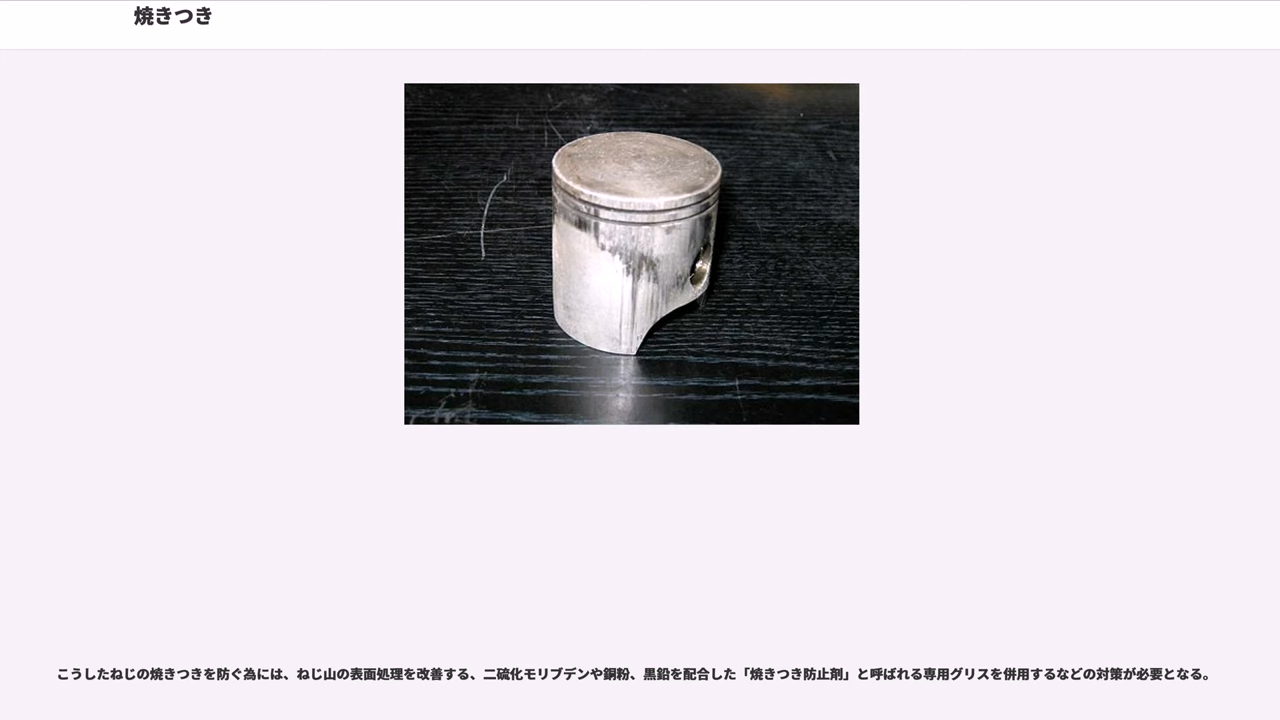 焼きつき
こうしたねじの焼きつきを防ぐ為には、ねじ山の表面処理を改善する、二硫化モリブデンや銅粉、黒鉛を配合した「焼きつき防止剤」と呼ばれる専用グリスを併用するなどの対策が必要となる。